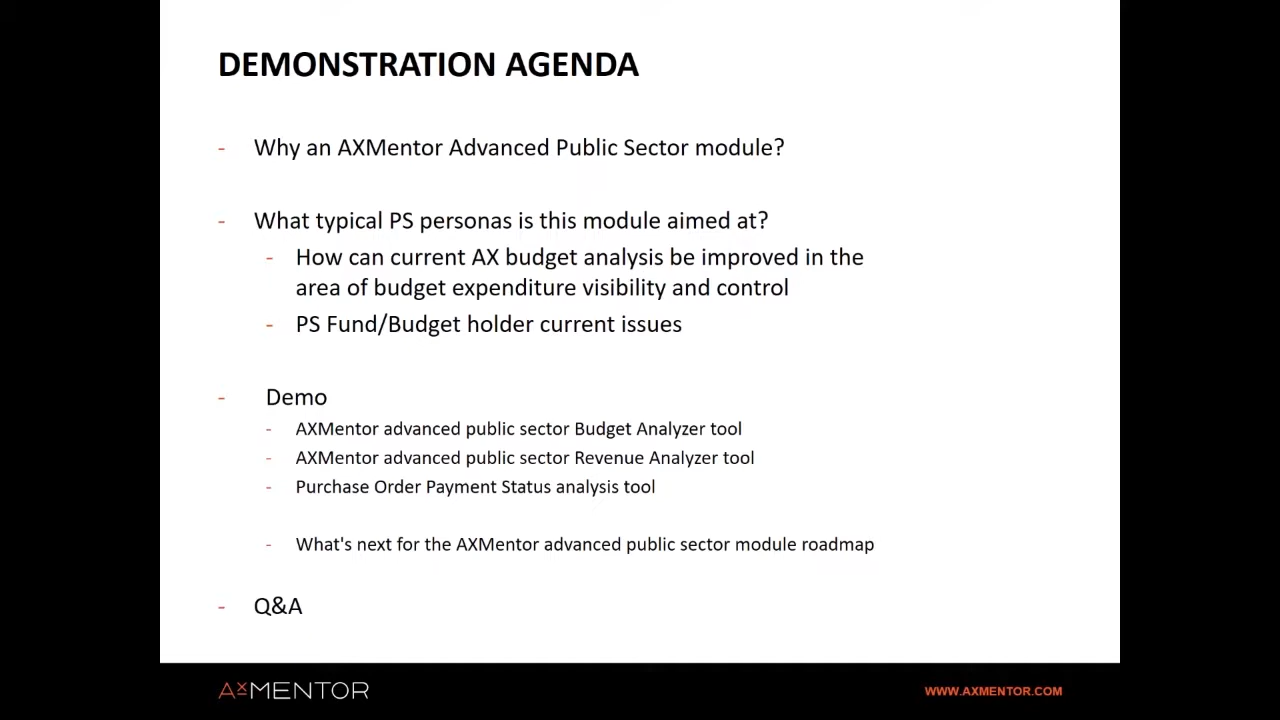 DEMONSTRATION AGENDA
- Why an AXMentor Advanced Public Sector module?
- What typical PS personas is this module aimed at?
- How can current AX budget analysis be improved in the
area of budget expenditure visibility and control
- PS Fund/Budget holder current issues
- Demo
- AXMentor advanced public sector Budget Analyzer tool
- AXMentor advanced public sector Revenue Analyzer tool
- Purchase Order Payment Status analysis tool
- What's next for the AXMentor advanced public sector module roadmap
- Q&A
AXMENTOR
WWW.AXMENTOR.COM